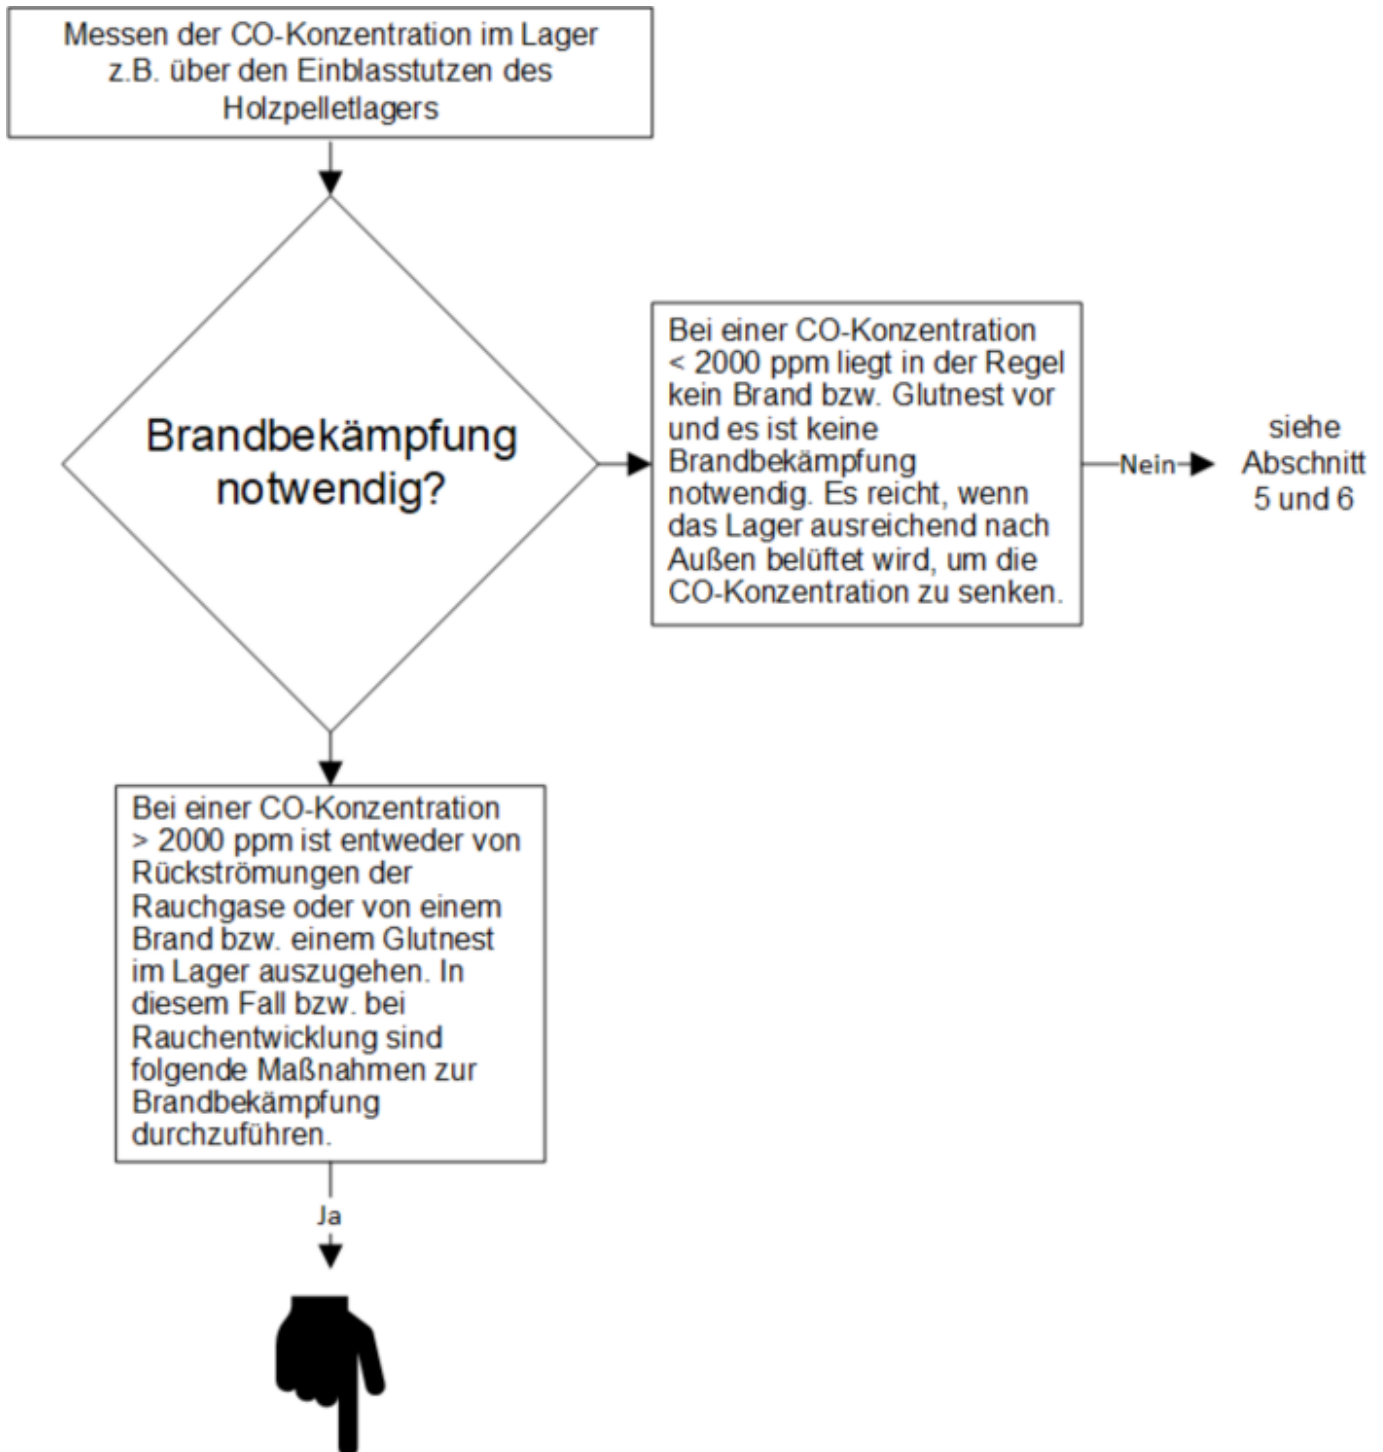 Messen der CO-Konzentration im Lager
z.B. über den Einblasstutzen des
Holzpelletlagers
Brandbekämpfung
notwendig?
Bei einer CO-Konzentration
< 2000 ppm liegt in der Regel
kein Brand bzw. Glutnest vor
und es ist keine
Brandbekämpfung
notwendig. Es reicht, wenn
das Lager ausreichend nach
Außen belüftet wird, um die
CO-Konzentration zu senken.
Nein
siehe
Abschnitt
5 und 6
Bei einer CO-Konzentration
> 2000 ppm ist entweder von
Rückströmungen der
Rauchgase oder von einem
Brand bzw. einem Glutnest
im Lager auszugehen. In
diesem Fall bzw. bei
Rauchentwicklung sind
folgende Maßnahmen zur
Brandbekämpfung
durchzuführen.
Ja